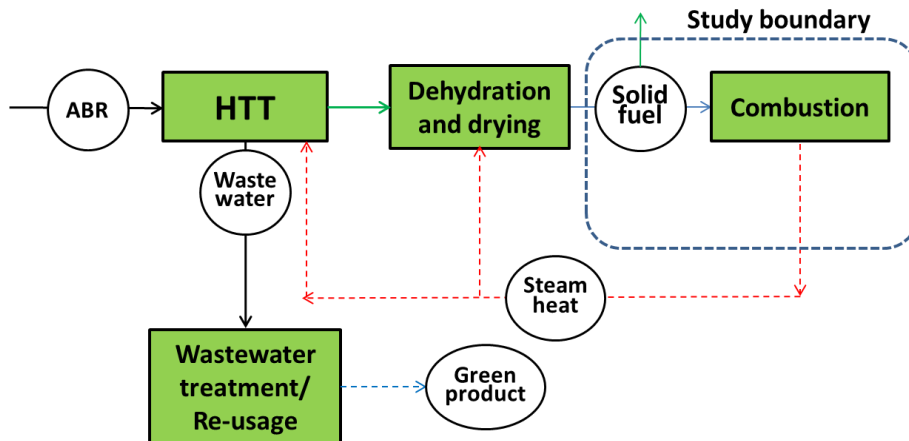 Study boundary
ABR
HTT
Dehydration
and drying
Solid
fuel
Combustion
Waste
water
Steam
heat
Wastewater
treatment/
Re-usage
Green
product